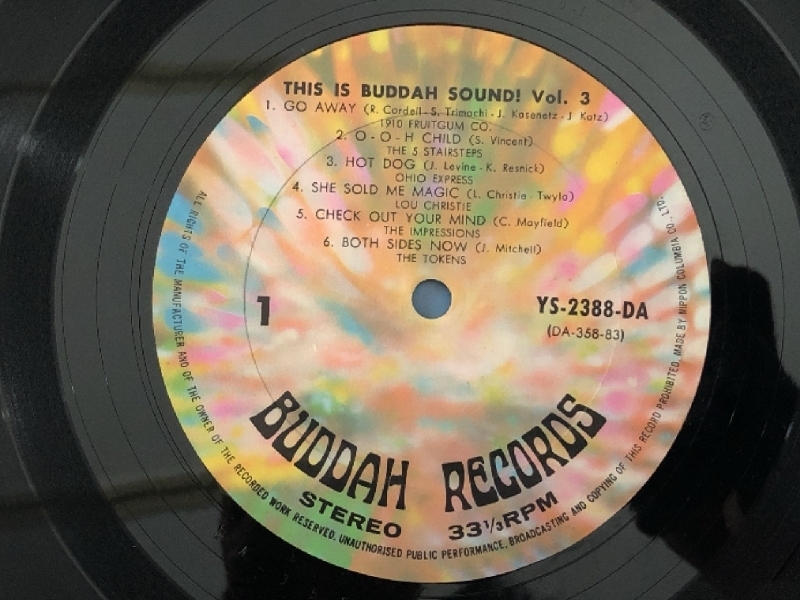 THIS IS BUDDAH SOUND! Vol. 3
1. GO AWAY (R. Cordell - S. Trimachi - J. Kasenetz - J. Katz)
1910 FRUITGUM CO.
2. O - O - H CHILD (S. Vincent)
THE 5 STAIRSTEPS
3. HOT DOG (J. Levine - K. Resnick)
OHIO EXPRESS
4. SHE SOLD ME MAGIC (L. Christie - Twyla)
LOU CHRISTIE
5. CHECK OUT YOUR MIND (C. Mayfield)
THE IMPRESSIONS
6. BOTH SIDES NOW (J. Mitchell)
THE TOKENS
1
YS-2388-DA
(DA-358-83)
BUDDAH RECORDS
STEREO
33 1/3 RPM
ALL RIGHTS OF THE MANUFACTURER AND OF THE OWNER OF THE RECORDED WORK RESERVED. UNAUTHORISED PUBLIC PERFORMANCE, BROADCASTING AND COPYING OF THIS RECORD PROHIBITED. MADE BY NIPPON COLUMBIA CO., LTD.